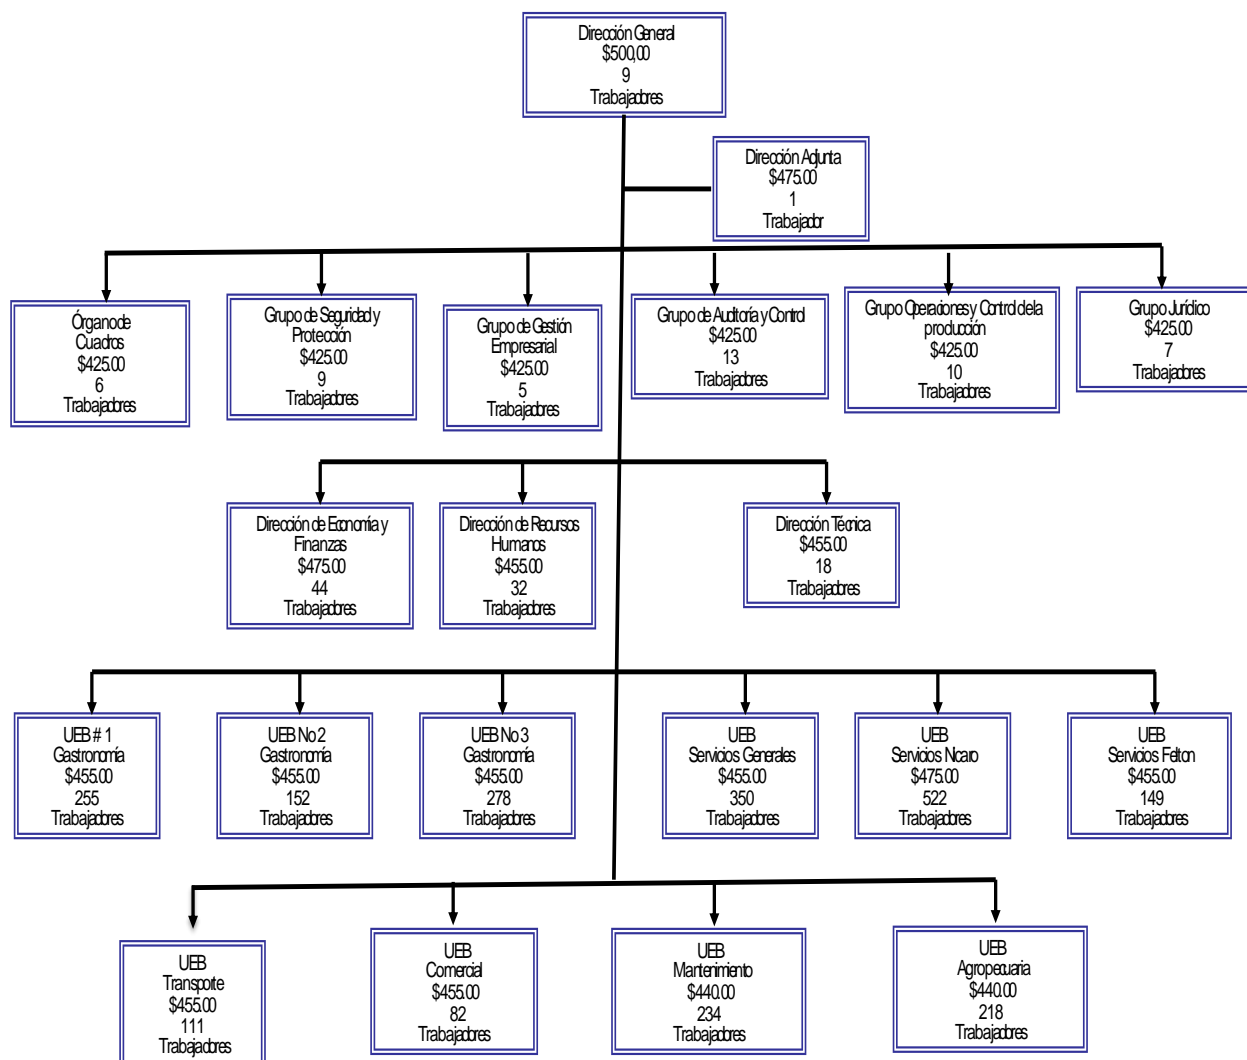 Dirección General
$500,00
9
Trabajadores
Dirección Adjunta
$475.00
1
Trabajador
Órgano de
Cuadros
$425.00
6
Trabajadores
Grupo de Seguridad y
Protección
$425.00
9
Trabajadores
Grupo de Gestión
Empresarial
$425.00
5
Trabajadores
Grupo de Auditoría y Control
$425.00
13
Trabajadores
Grupo Operaciones y Control de la
producción
$425.00
10
Trabajadores
Grupo Jurídico
$425.00
7
Trabajadores
Dirección de Economía y
Finanzas
$475.00
44
Trabajadores
Dirección de Recursos
Humanos
$455.00
32
Trabajadores
Dirección Técnica
$455.00
18
Trabajadores
UEB # 1
Gastronomía
$455.00
255
Trabajadores
UEB No 2
Gastronomía
$455.00
152
Trabajadores
UEB No 3
Gastronomía
$455.00
278
Trabajadores
UEB
Servicios Generales
$455.00
350
Trabajadores
UEB
Servicios Nicaro
$475.00
522
Trabajadores
UEB
Servicios Felton
$455.00
149
Trabajadores
UEB
Transporte
$455.00
111
Trabajadores
UEB
Comercial
$455.00
82
Trabajadores
UEB
Mantenimiento
$440.00
234
Trabajadores
UEB
Agropecuaria
$440.00
218
Trabajadores